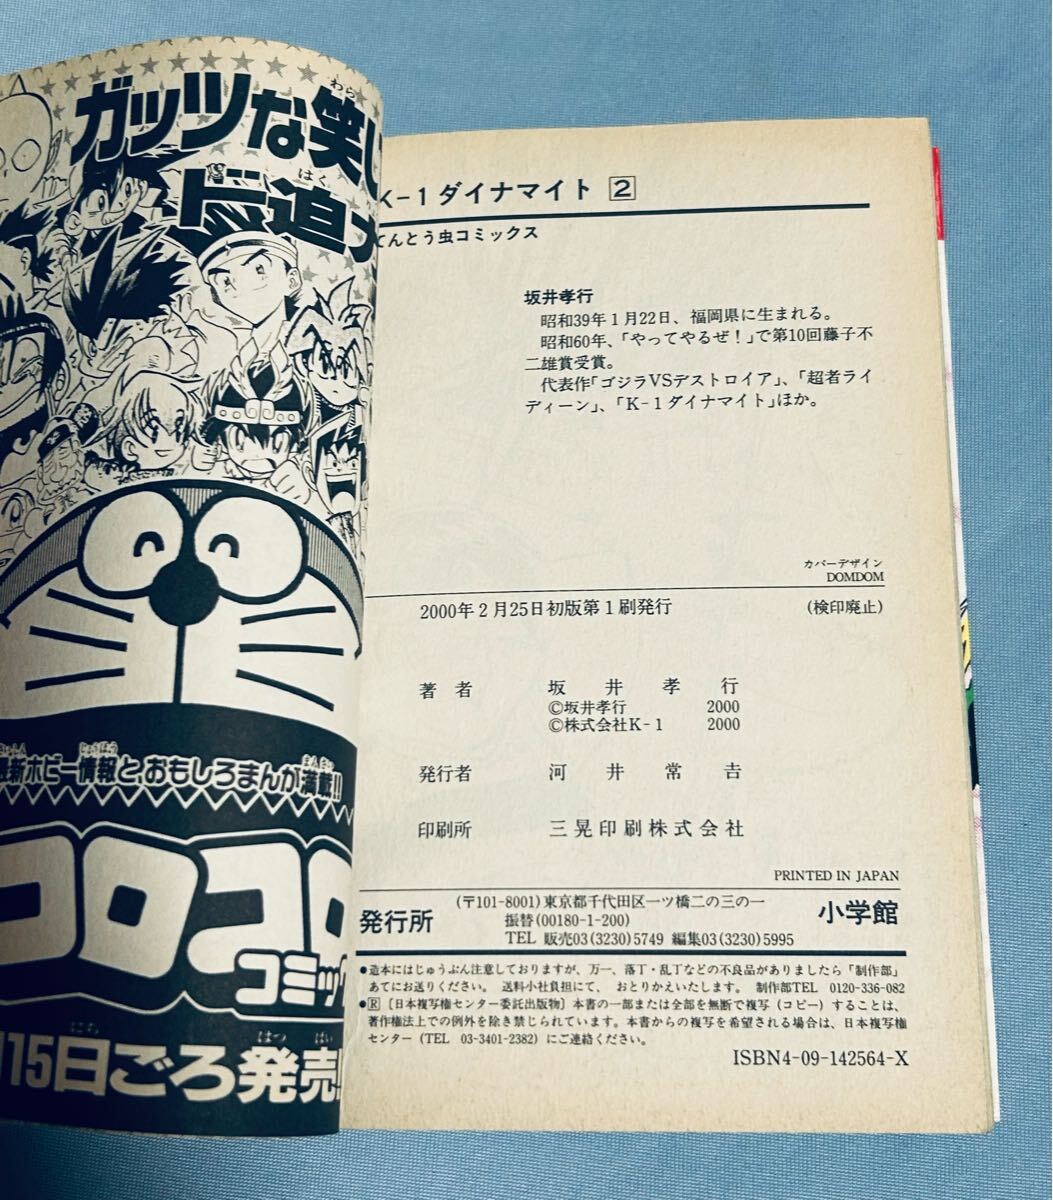 ガッツな笑い
わら
ド迫力
はく
最新ホビー情報と、おもしろまんが満載!!
じょうほう
まんさい
コロコロ
コミック
15日ごろ発売
にち
はつ ばい
K-1ダイナマイト 2
てんとう虫コミックス
坂井孝行
昭和39年1月22日、福岡県に生まれる。
昭和60年、「やってやるぜ！」で第10回藤子不
二雄賞受賞。
代表作「ゴジラVSデストロイア」、「超者ライ
ディーン」、「K-1ダイナマイト」ほか。
カバーデザイン
DOMDOM
2000年2月25日初版第1刷発行 (検印廃止)
著者 坂井孝行
©坂井孝行 2000
©株式会社K-1 2000
発行者 河井常吉
印刷所 三晃印刷株式会社
PRINTED IN JAPAN
発行所 (〒101-8001)東京都千代田区一ツ橋二の三の一 小学館
振替(00180-1-200)
TEL 販売03(3230)5749 編集03(3230)5995
●造本にはじゅうぶん注意しておりますが、万一、落丁・乱丁などの不良品がありましたら「制作部」
あてにお送りください。送料小社負担にて、おとりかえいたします。 制作部TEL 0120-336-082
●Ⓡ〔日本複写権センター委託出版物〕本書の一部または全部を無断で複写（コピー）することは、
著作権法上での例外を除き禁じられています。本書からの複写を希望される場合は、日本複写権
センター（TEL 03-3401-2382）にご連絡ください。
ISBN4-09-142564-X